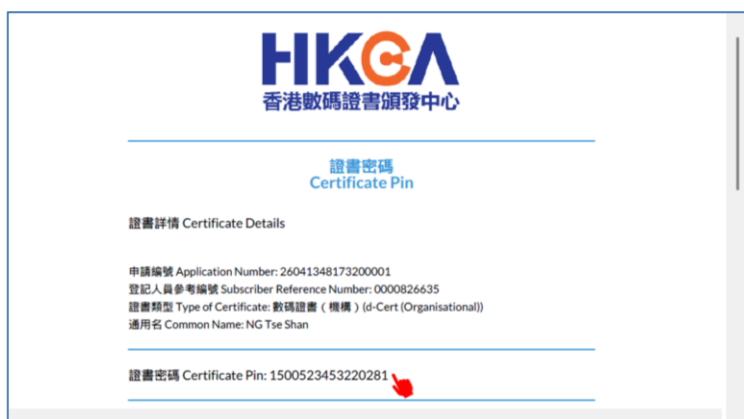 HKCA
香港數碼證書頒發中心
證書密碼
Certificate Pin
證書詳情 Certificate Details
申請編號 Application Number: 26041348173200001
登記人員參考編號 Subscriber Reference Number: 0000826635
證書類型 Type of Certificate: 數碼證書（機構）(d-Cert (Organisational))
通用名 Common Name: NG Tse Shan
證書密碼 Certificate Pin: 1500523453220281